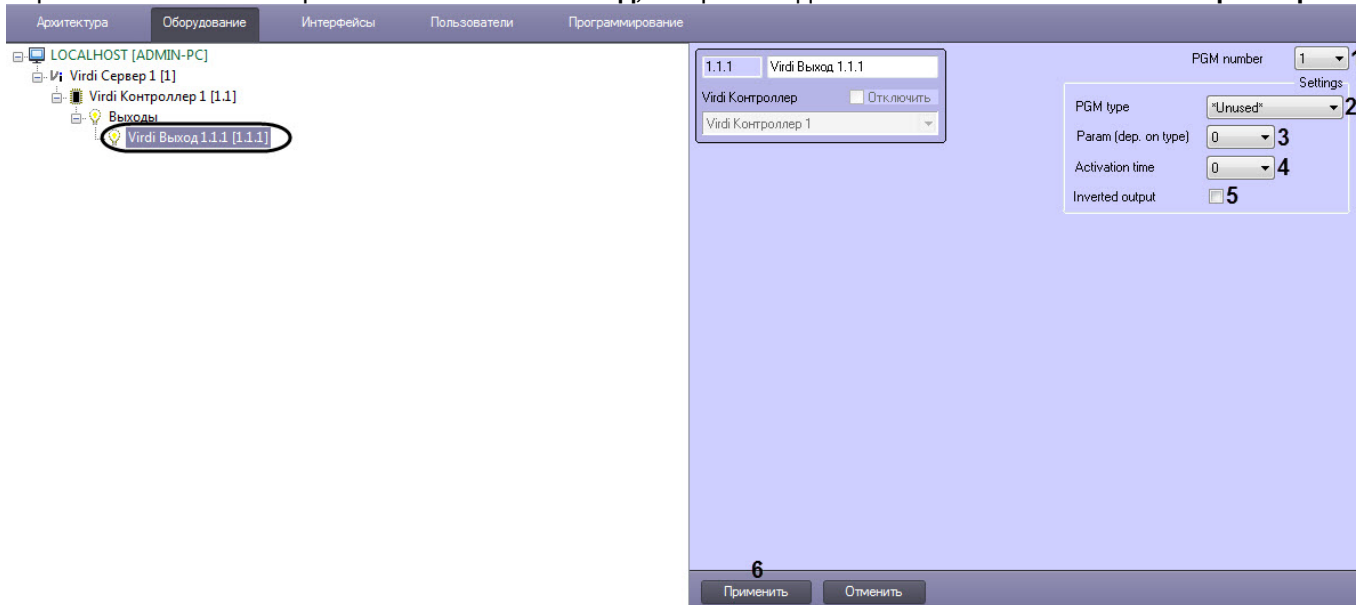 Архитектура Оборудование Интерфейсы Пользователи Программирование
LOCALHOST [ADMIN-PC]
Virdi Сервер 1 [1]
Virdi Контроллер 1 [1.1]
Выходы
Virdi Выход 1.1.1 [1.1.1]
1.1.1 Virdi Выход 1.1.1
Virdi Контроллер Отключить
Virdi Контроллер 1
PGM number 1 1
Settings
PGM type *Unused* 2
Param (dep. on type) 0 3
Activation time 0 4
Inverted output 5
6
Применить Отменить